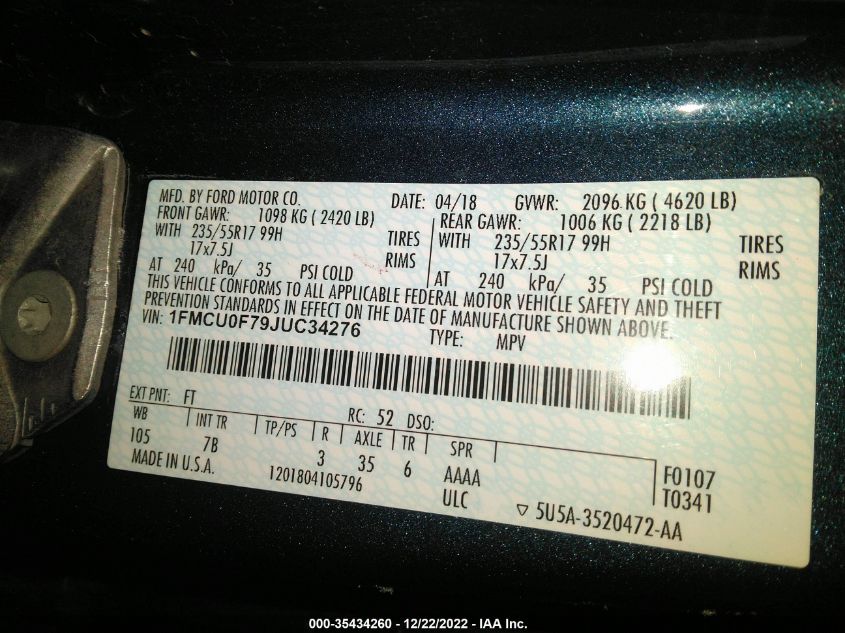 MFD. BY FORD MOTOR CO. DATE: 04/18 GVWR: 2096 KG ( 4620 LB)
FRONT GAWR: 1098 KG ( 2420 LB) REAR GAWR: 1006 KG ( 2218 LB)
WITH 235/55R17 99H TIRES WITH 235/55R17 99H TIRES
17x7.5J RIMS 17x7.5J RIMS
AT 240 kPa/ 35 PSI COLD AT 240 kPa/ 35 PSI COLD
THIS VEHICLE CONFORMS TO ALL APPLICABLE FEDERAL MOTOR VEHICLE SAFETY AND THEFT
PREVENTION STANDARDS IN EFFECT ON THE DATE OF MANUFACTURE SHOWN ABOVE.
VIN: 1FMCU0F79JUC34276
TYPE: MPV
EXT PNT: FT RC: 52 DSO:
WB INT TR TP/PS R AXLE TR SPR
105 7B 3 35 6 AAAA F0107
MADE IN U.S.A. 1201804105796 ULC T0341
▽ 5U5A-3520472-AA
000-35434260 - 12/22/2022 - IAA Inc.